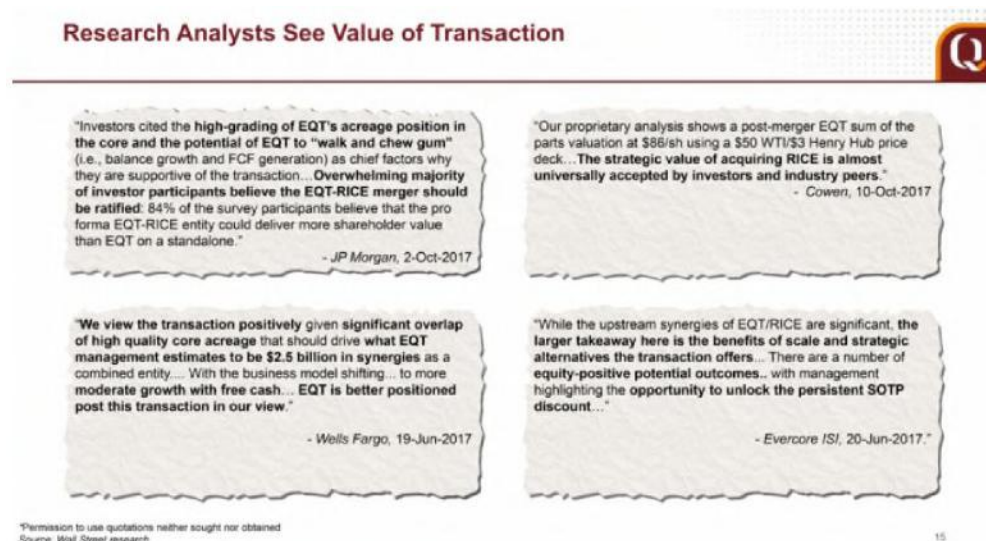 Research Analysts See Value of Transaction
Q
"Investors cited the high-grading of EQT's acreage position in
the core and the potential of EQT to "walk and chew gum"
(i.e., balance growth and FCF generation) as chief factors why
they are supportive of the transaction…Overwhelming majority
of investor participants believe the EQT-RICE merger should
be ratified: 84% of the survey participants believe that the pro
forma EQT-RICE entity could deliver more shareholder value
than EQT on a standalone."
- JP Morgan, 2-Oct-2017
"Our proprietary analysis shows a post-merger EQT sum of the
parts valuation at $86/sh using a $50 WTI/$3 Henry Hub price
deck…The strategic value of acquiring RICE is almost
universally accepted by investors and industry peers."
- Cowen, 10-Oct-2017
"We view the transaction positively given significant overlap
of high quality core acreage that should drive what EQT
management estimates to be $2.5 billion in synergies as a
combined entity.... With the business model shifting... to more
moderate growth with free cash... EQT is better positioned
post this transaction in our view."
- Wells Fargo, 19-Jun-2017
"While the upstream synergies of EQT/RICE are significant, the
larger takeaway here is the benefits of scale and strategic
alternatives the transaction offers... There are a number of
equity-positive potential outcomes.. with management
highlighting the opportunity to unlock the persistent SOTP
discount…"
- Evercore ISI, 20-Jun-2017."
"Permission to use quotations neither sought nor obtained
Source: Wall Street research
15